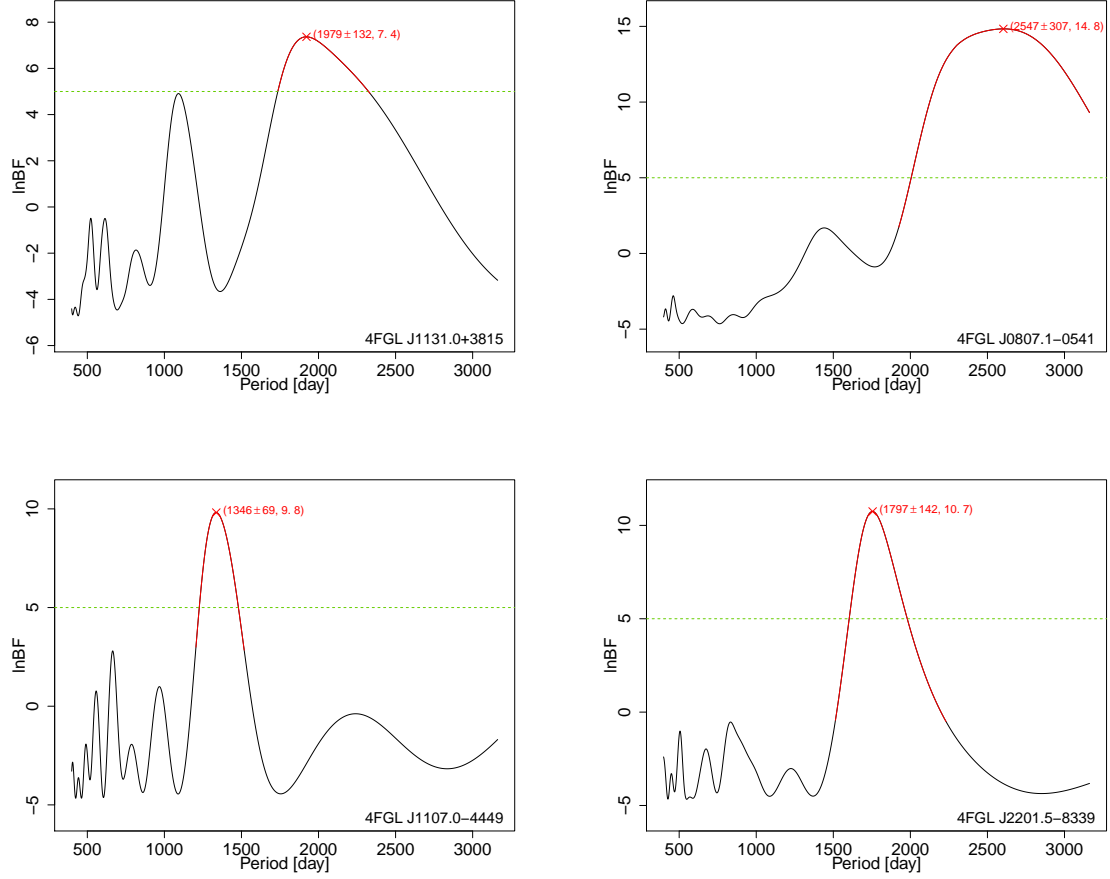 8
6
4
2
0
−2
−4
−6
lnBF
(1979±132, 7.4)
4FGL J1131.0+3815
500 1000 1500 2000 2500 3000
Period [day]
15
10
5
0
−5
lnBF
(2547±307, 14.8)
4FGL J0807.1−0541
500 1000 1500 2000 2500 3000
Period [day]
10
5
0
−5
lnBF
(1346±69, 9.8)
4FGL J1107.0−4449
500 1000 1500 2000 2500 3000
Period [day]
10
5
0
−5
lnBF
(1797±142, 10.7)
4FGL J2201.5−8339
500 1000 1500 2000 2500 3000
Period [day]